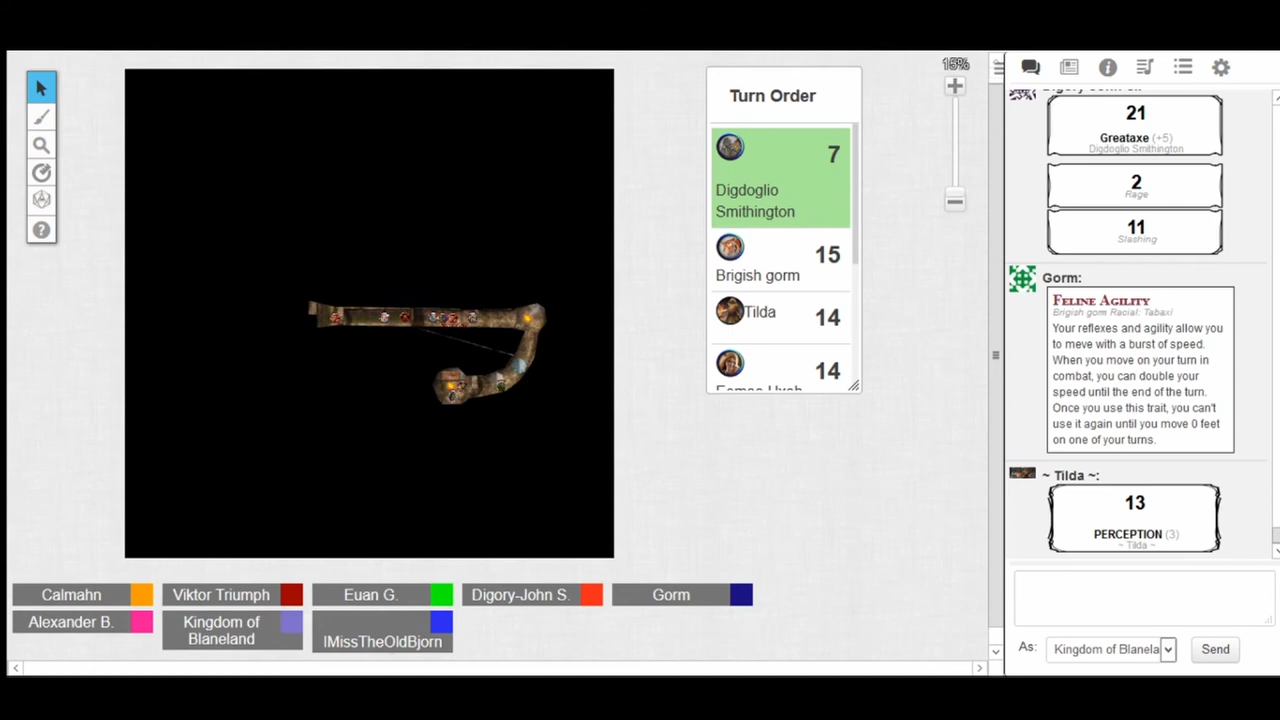 15%
Turn Order
7
Digdoglio
Smithington
15
Brigish gorm
Tilda
14
14
21
Greataxe (+5)
Digdoglio Smithington
2
Rage
11
Slashing
Gorm:
FELINE AGILITY
Brigish gorm Racial: Tabaxi
Your reflexes and agility allow you
to move with a burst of speed.
When you move on your turn in
combat, you can double your
speed until the end of the turn.
Once you use this trait, you can't
use it again until you move 0 feet
on one of your turns.
~ Tilda ~:
13
PERCEPTION (3)
~ Tilda ~
As:
Kingdom of Blanela
Send
Calmahn
Viktor Triumph
Euan G.
Digory-John S.
Gorm
Alexander B.
Kingdom of
Blaneland
IMissTheOldBjorn